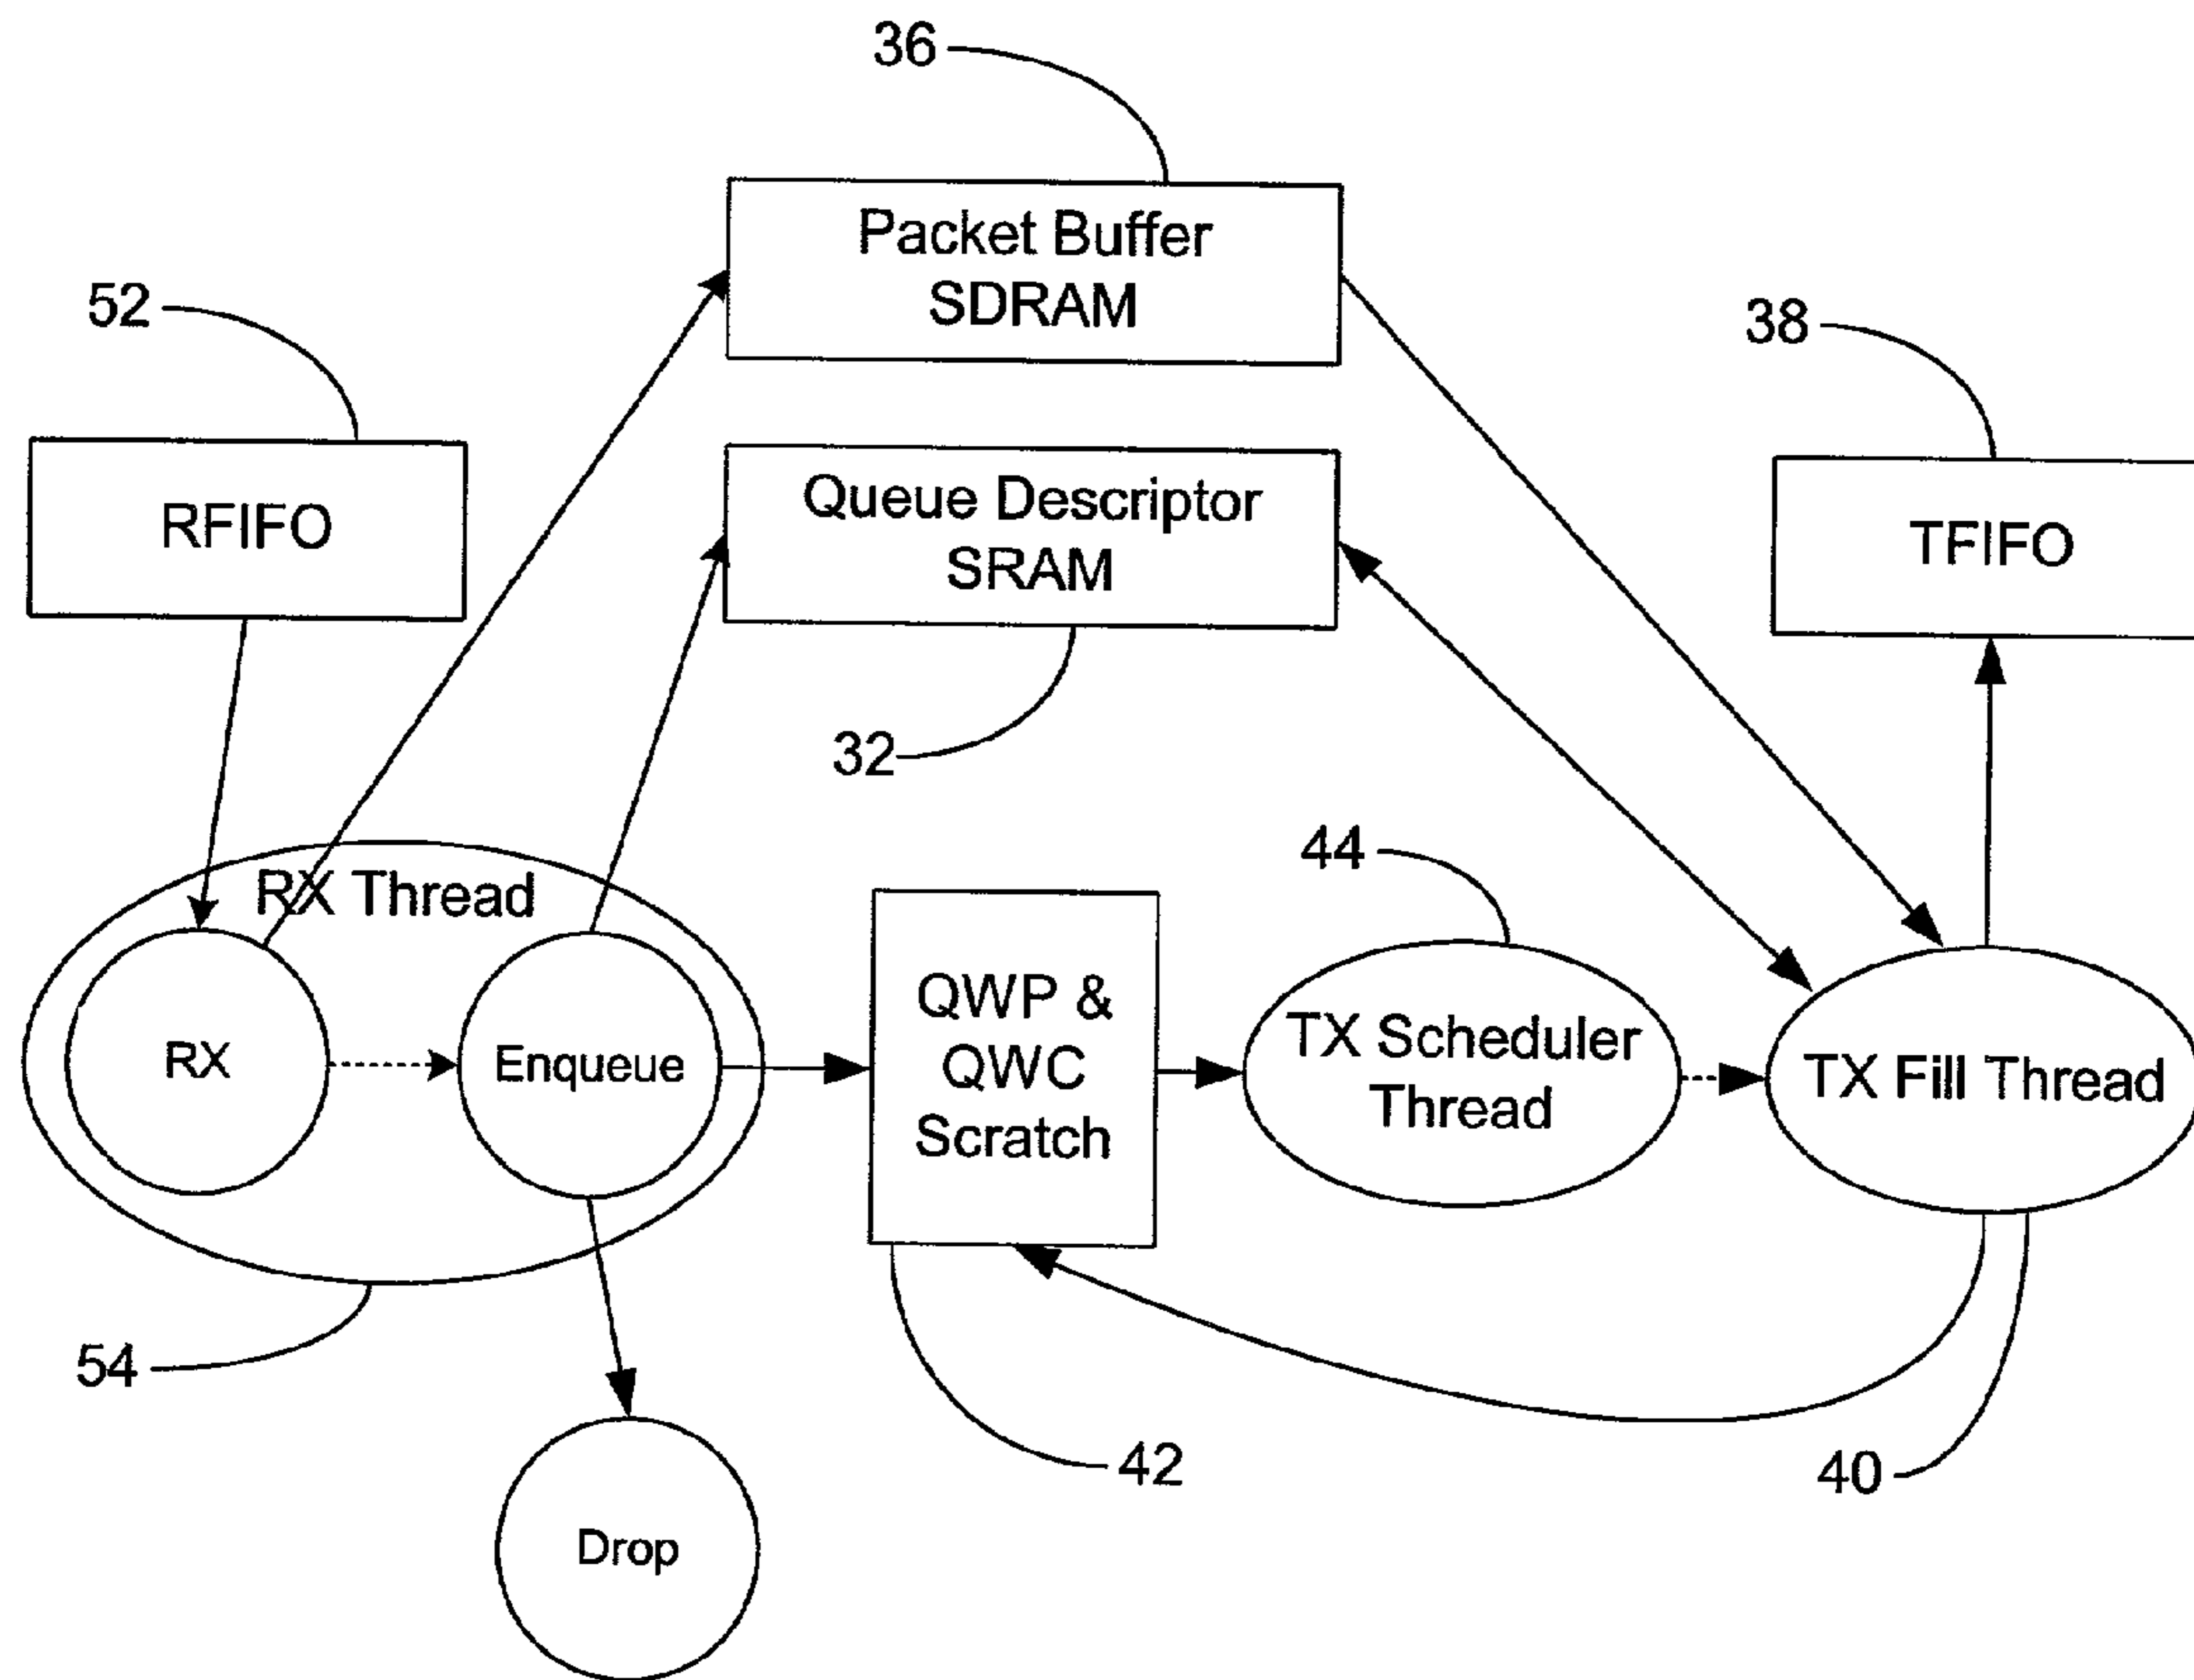 36
Packet Buffer
SDRAM
52
38
RFIFO
Queue Descriptor
SRAM
TFIFO
32
44
RX Thread
RX
Enqueue
QWP &
QWC
Scratch
TX Scheduler
Thread
TX Fill Thread
54
42
40
Drop